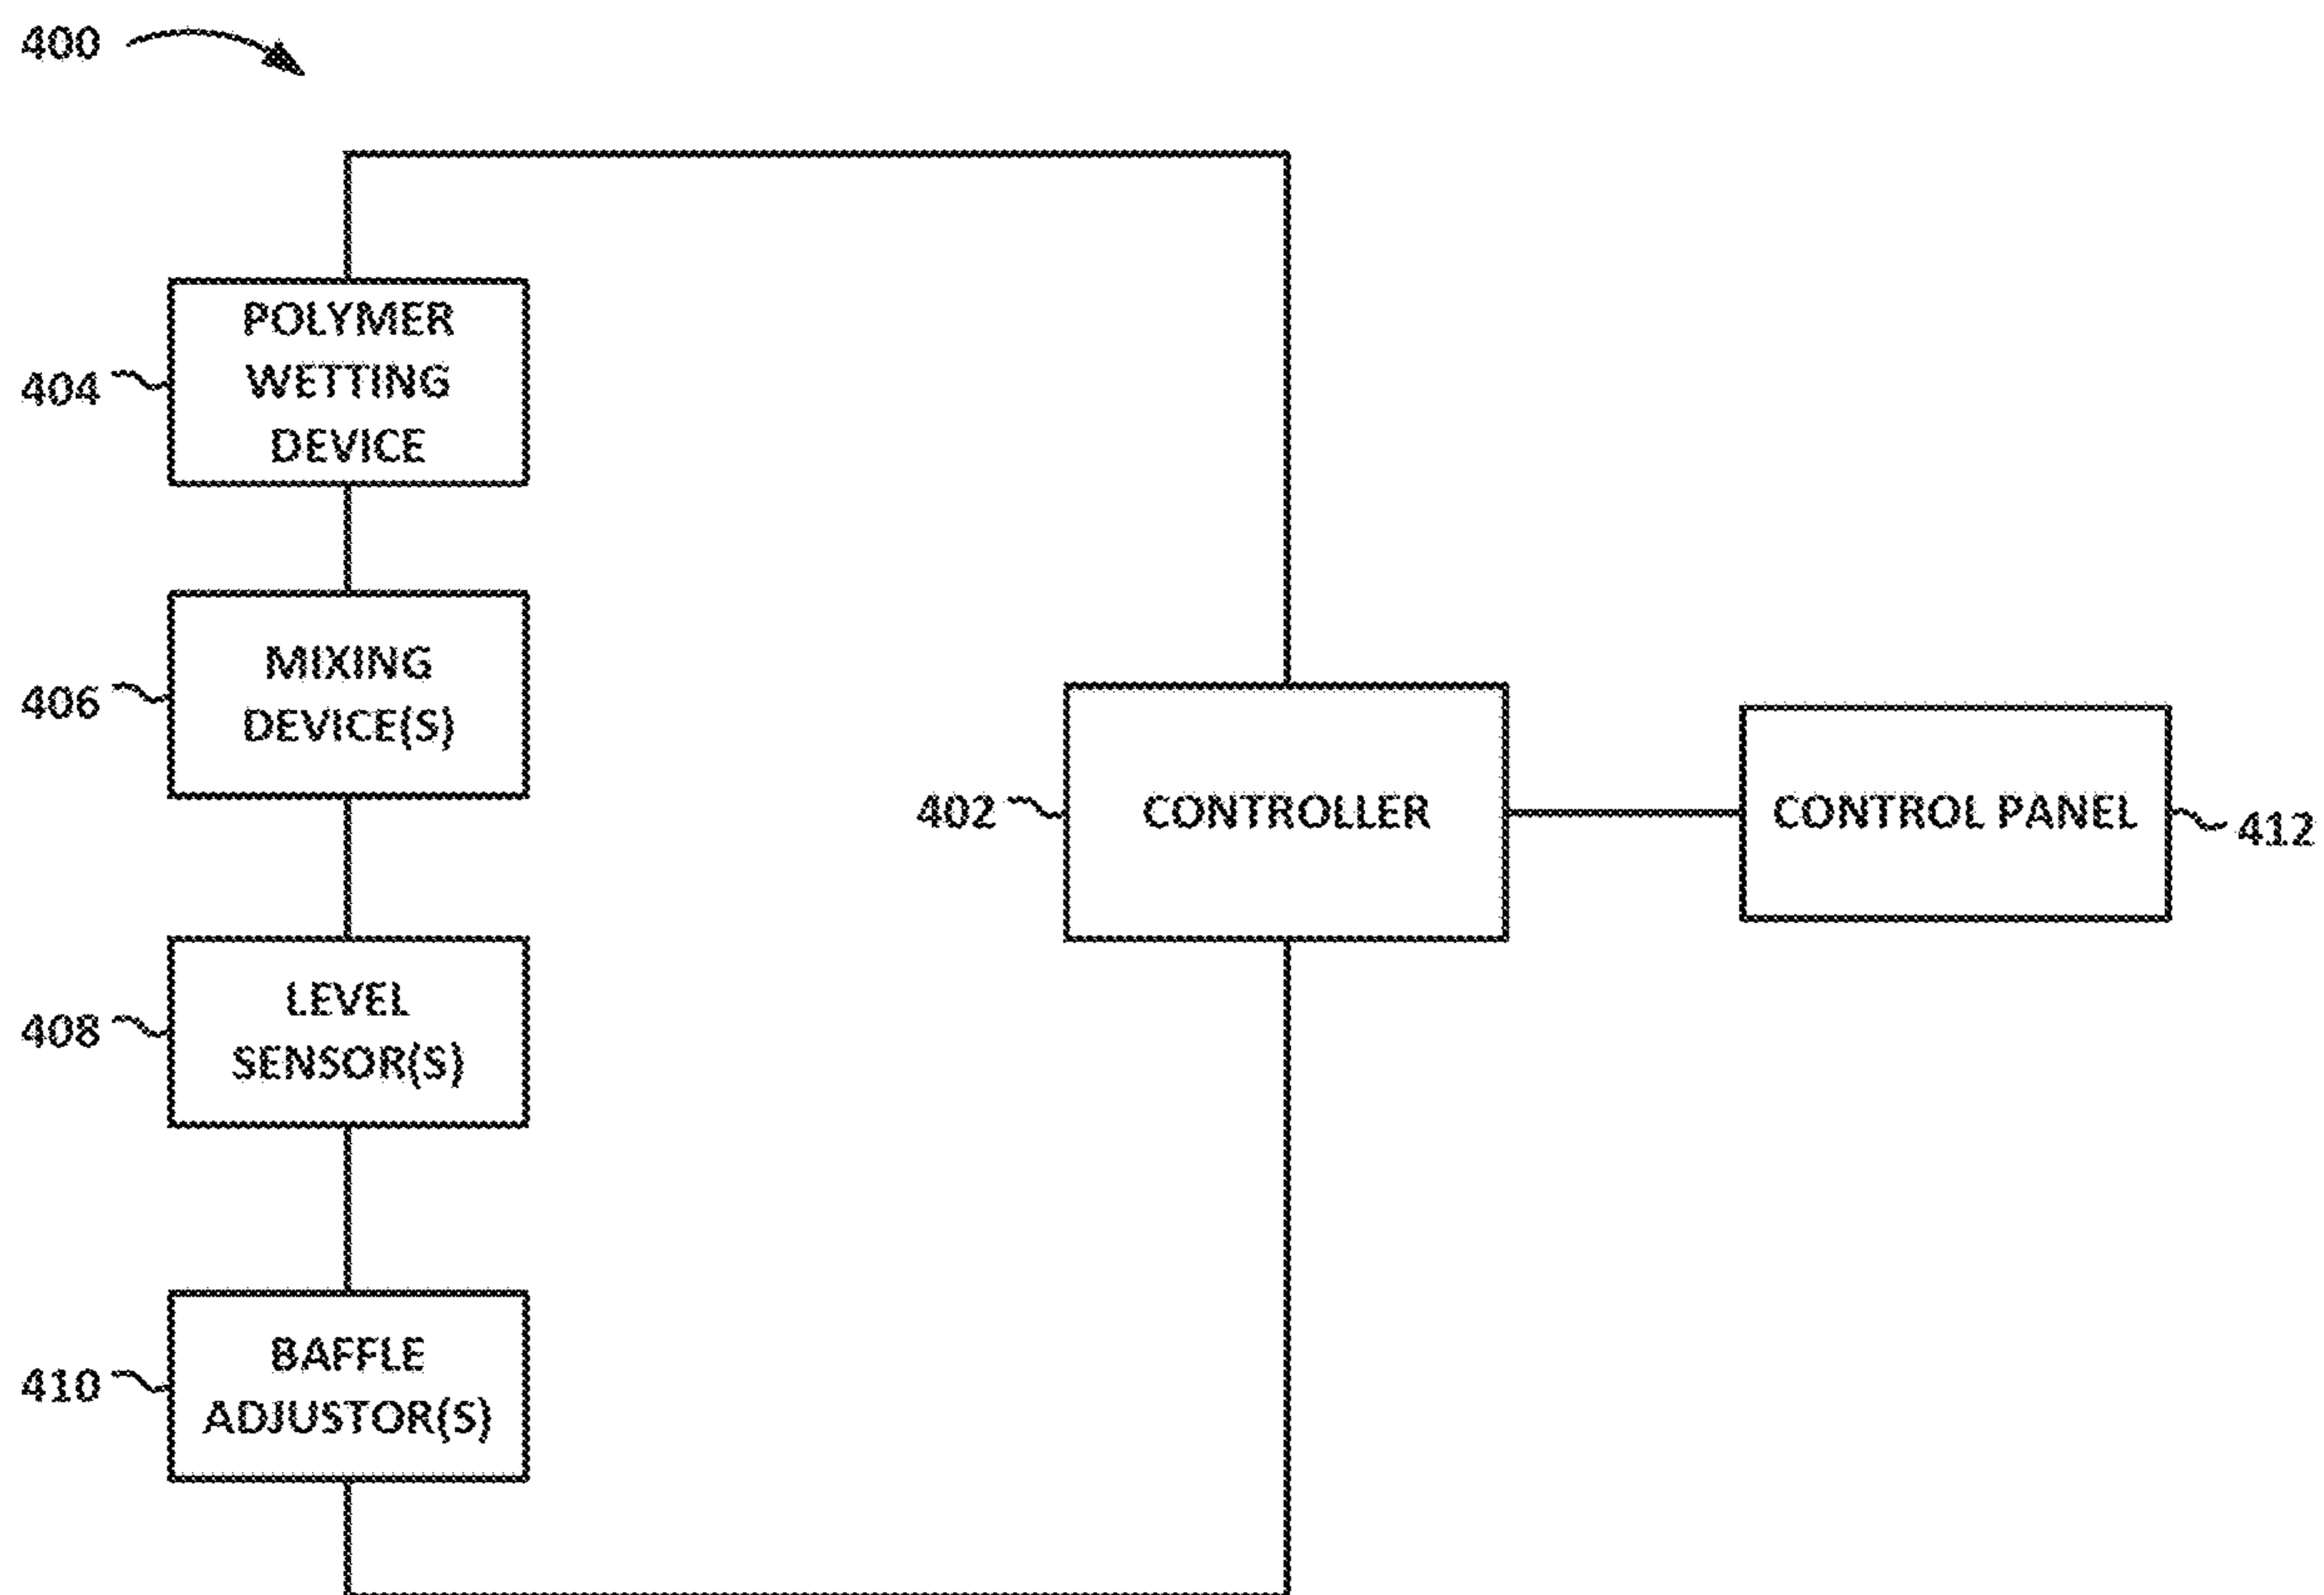 400
POLYMER
WETTING
DEVICE
404
MIXING
DEVICE(S)
406
402
CONTROLLER
CONTROL PANEL
412
LEVEL
SENSOR(S)
408
BAFFLE
ADJUSTOR(S)
410